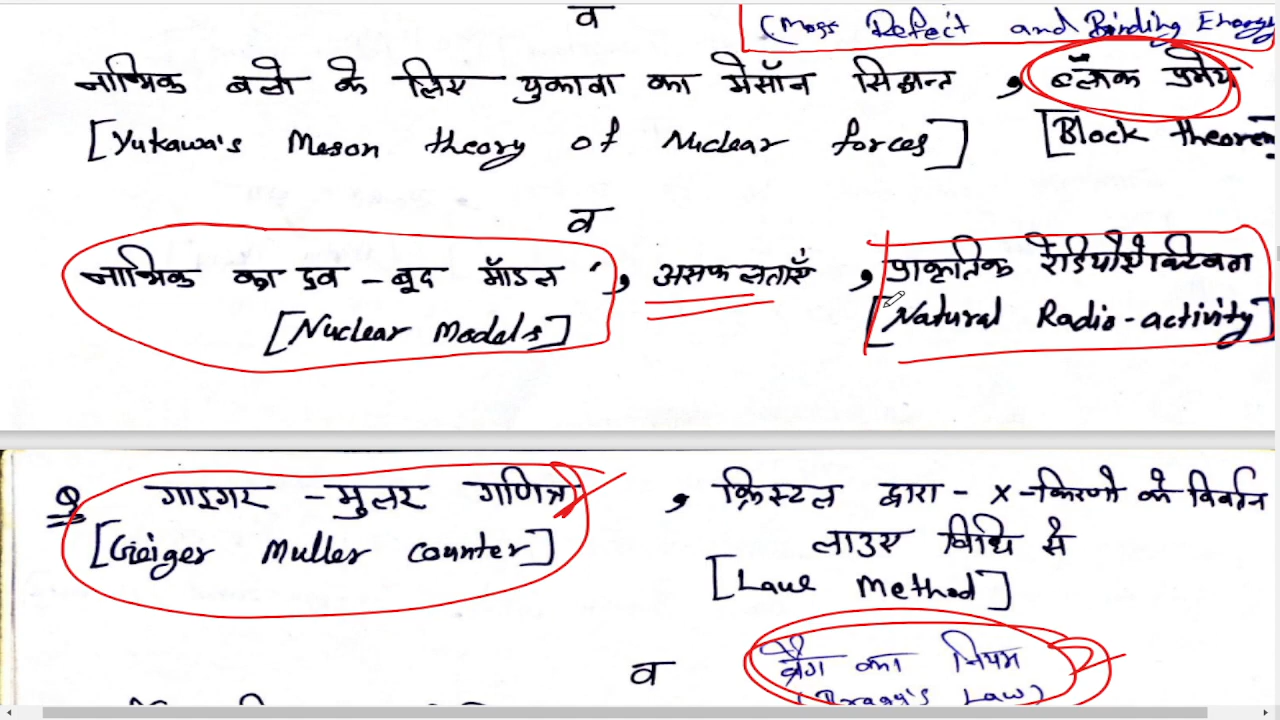 व
(Mass Defect and Binding Energy
नाभिक बलो के लिए युकावा का मेसॉन सिद्धान्त , ब्लॉक प्रमेय
[Yukawa's Meson theory of Nuclear forces] [Block theorem
व
नाभिक का द्रव - बूद मॉडल , असफलताएँ , प्राकृतिक रेडियोऐक्टिवता
[Nuclear Models] [Natural Radio-activity]
Q गाइगर - मुलर गणित्र , क्रिस्टल द्वारा - X-किरणो के विवर्तन
[Giaiger Muller Counter] लाउए विधि से
[Laue Method]
व ब्रैग का नियम
(Bragg's Law)